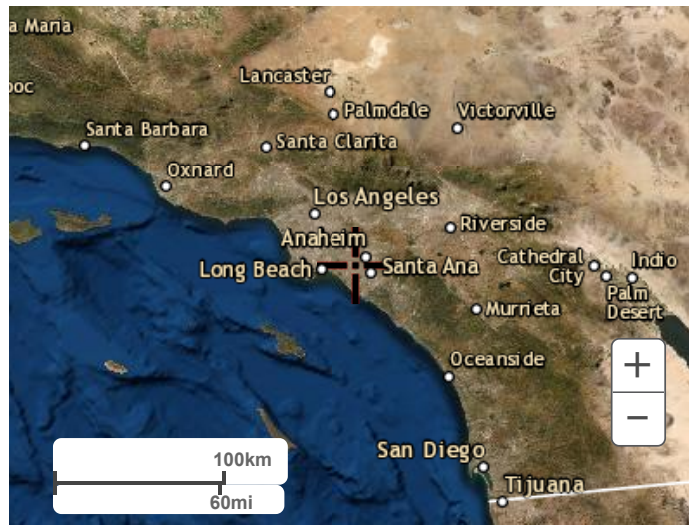 a Maria
Lancaster
oc
Palmdale
Victorville
Santa Barbara
Santa Clarita
Oxnard
Los Angeles
Riverside
Anaheim
Cathedral
City
Indio
Long Beach
Santa Ana
Palm
Desert
Murrieta
Oceanside
+
−
San Diego
100km
60mi
Tijuana